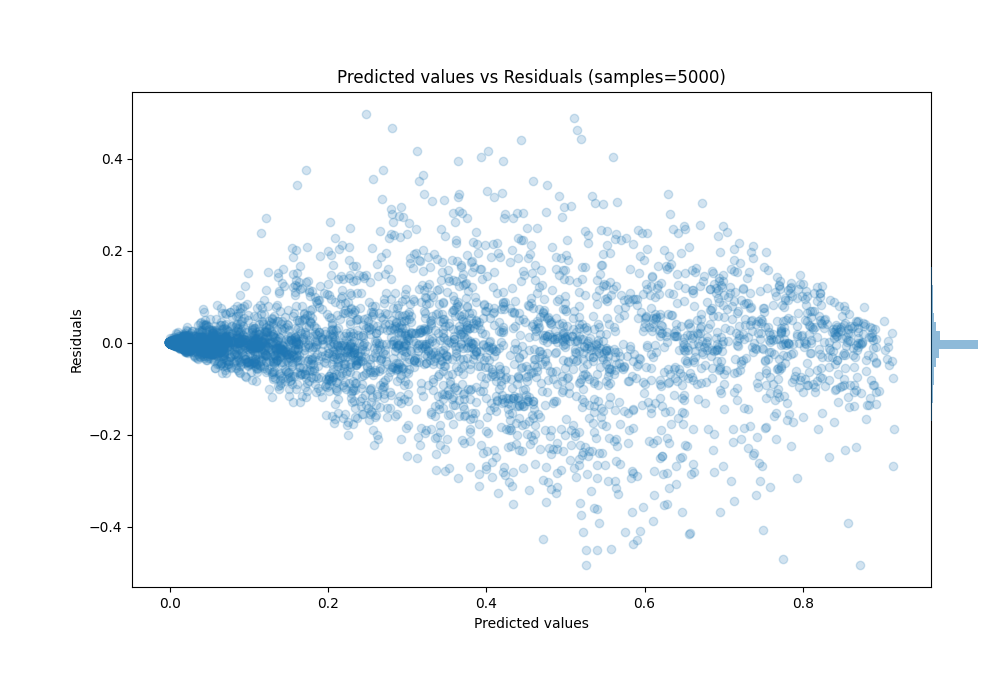 Predicted values vs Residuals (samples=5000)
Residuals
0.4
0.2
0.0
−0.2
−0.4
0.0 0.2 0.4 0.6 0.8
Predicted values